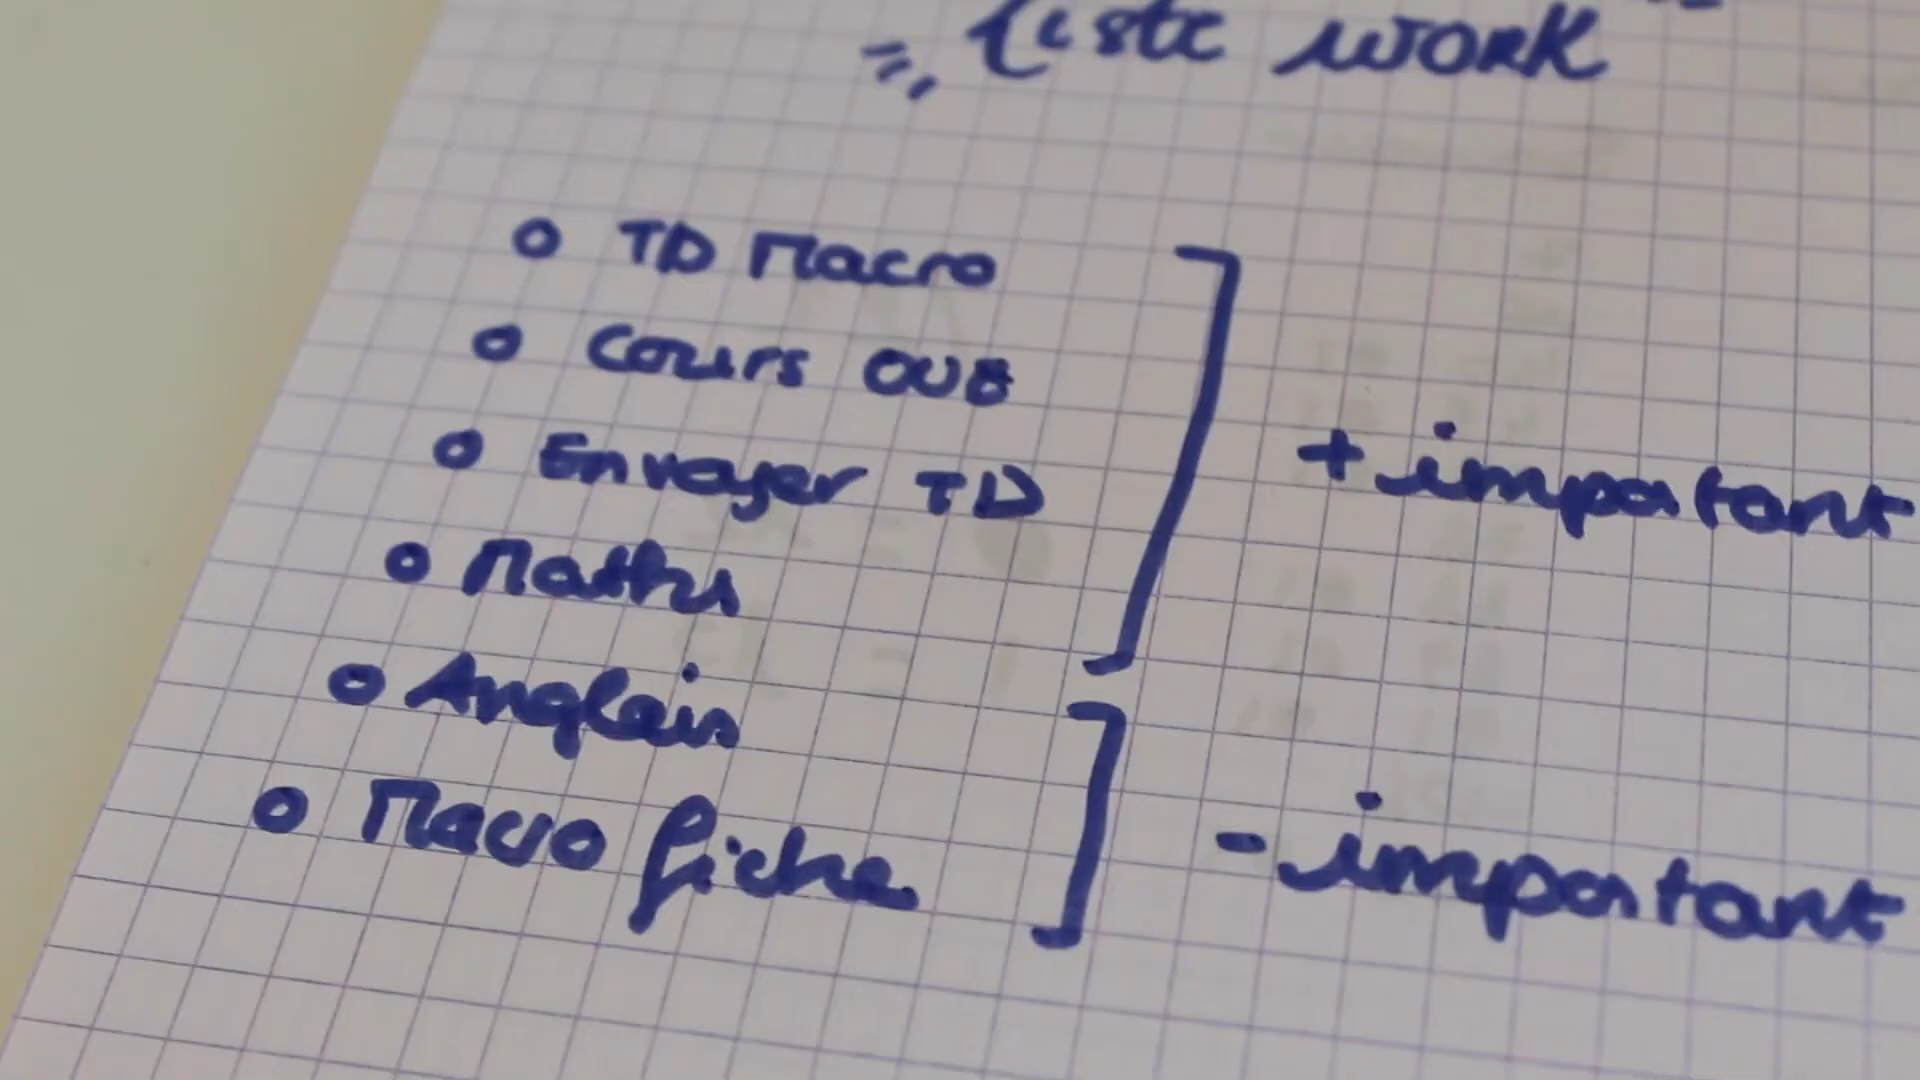 Liste work
TD Macro
Cours OUB
Envoyer TD
Maths
+ important
Anglais
Macro fiche
- important